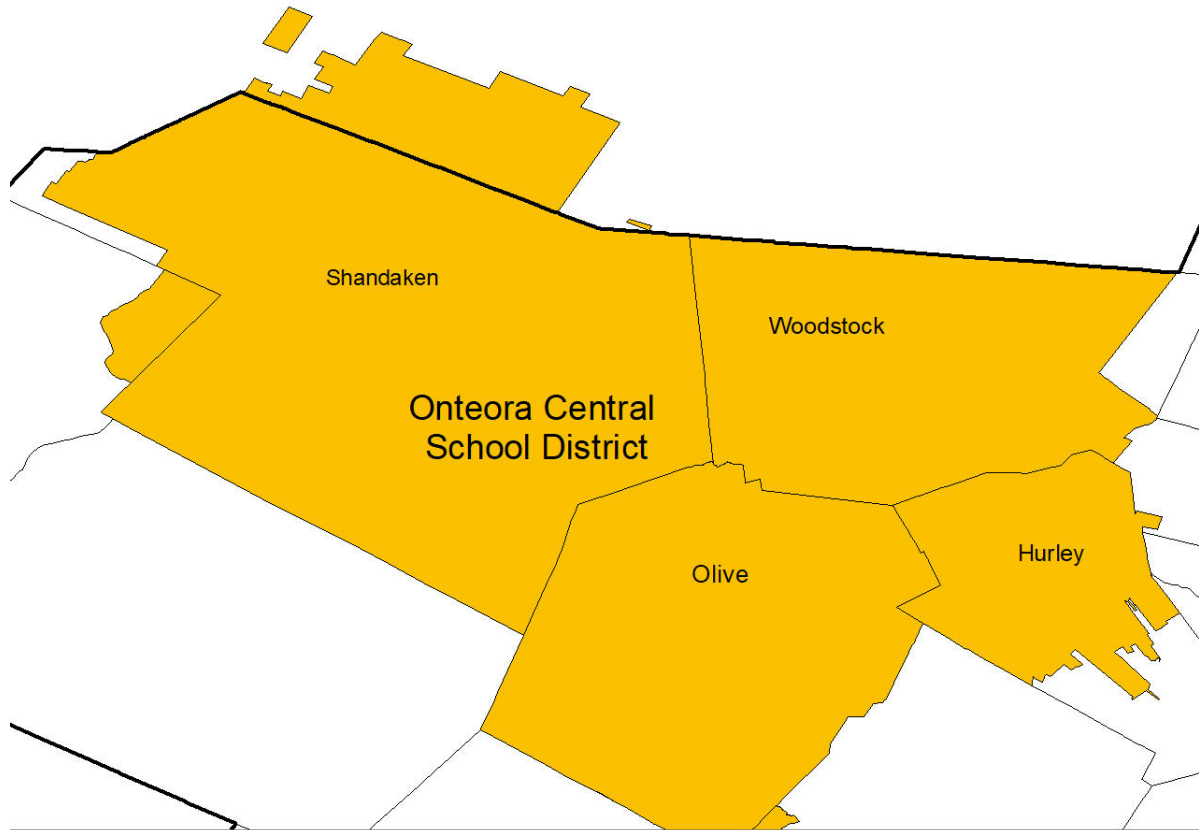 Shandaken
Woodstock
Onteora Central
School District
Olive
Hurley